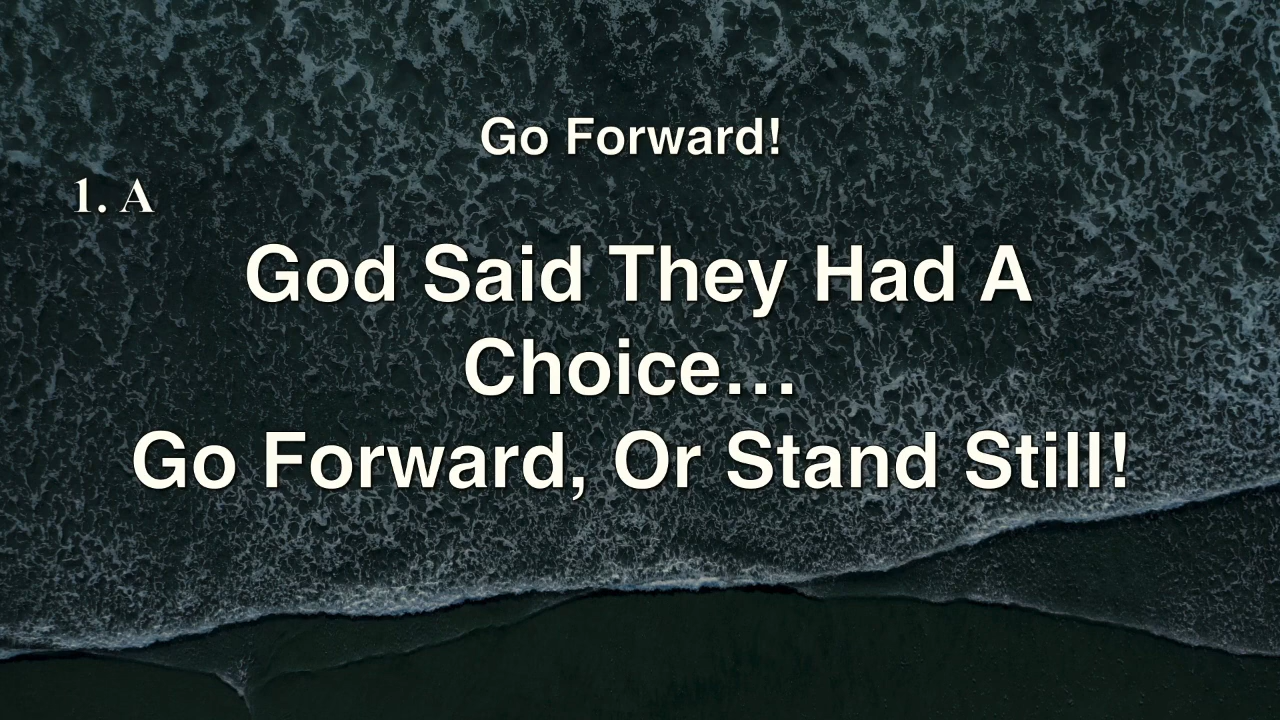 Go Forward!
1. A
God Said They Had A
Choice…
Go Forward, Or Stand Still!